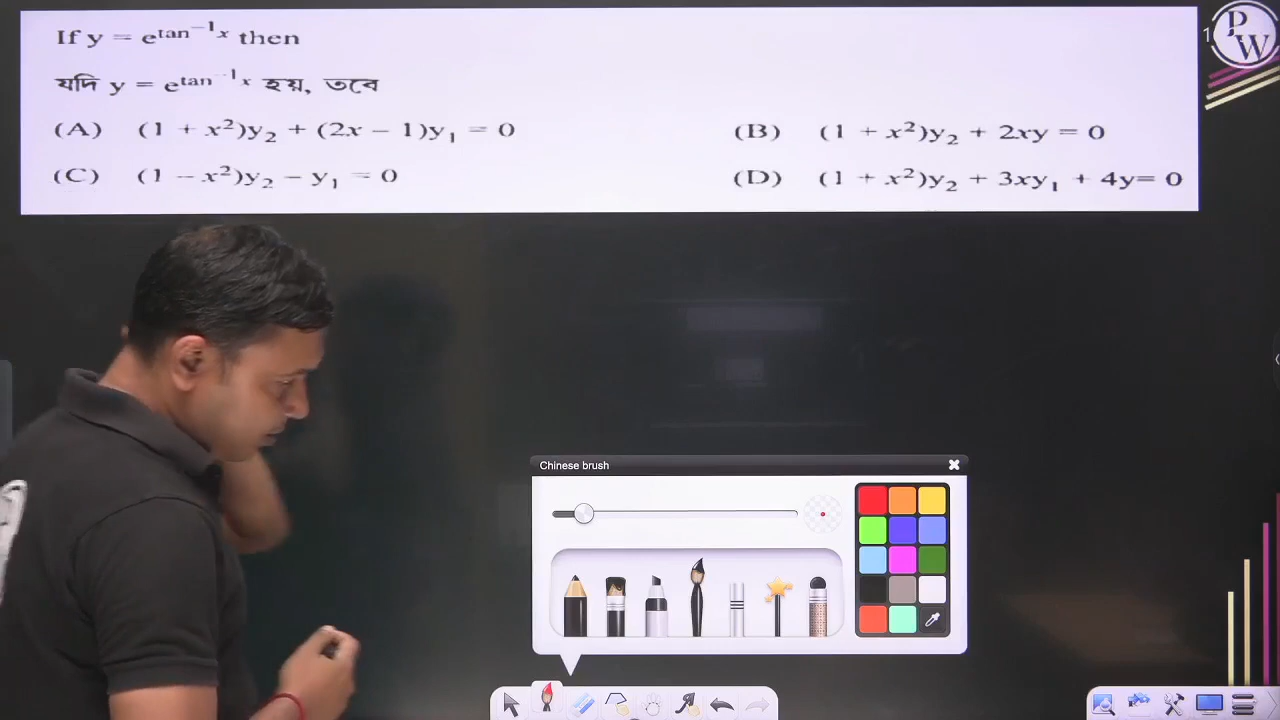 If y = e^tan⁻¹x then
যদি y = e^tan⁻¹x হয়, তবে
(A) (1 + x²)y₂ + (2x − 1)y₁ = 0 (B) (1 + x²)y₂ + 2xy = 0
(C) (1 − x²)y₂ − y₁ = 0 (D) (1 + x²)y₂ + 3xy₁ + 4y= 0
1
P
W
Chinese brush